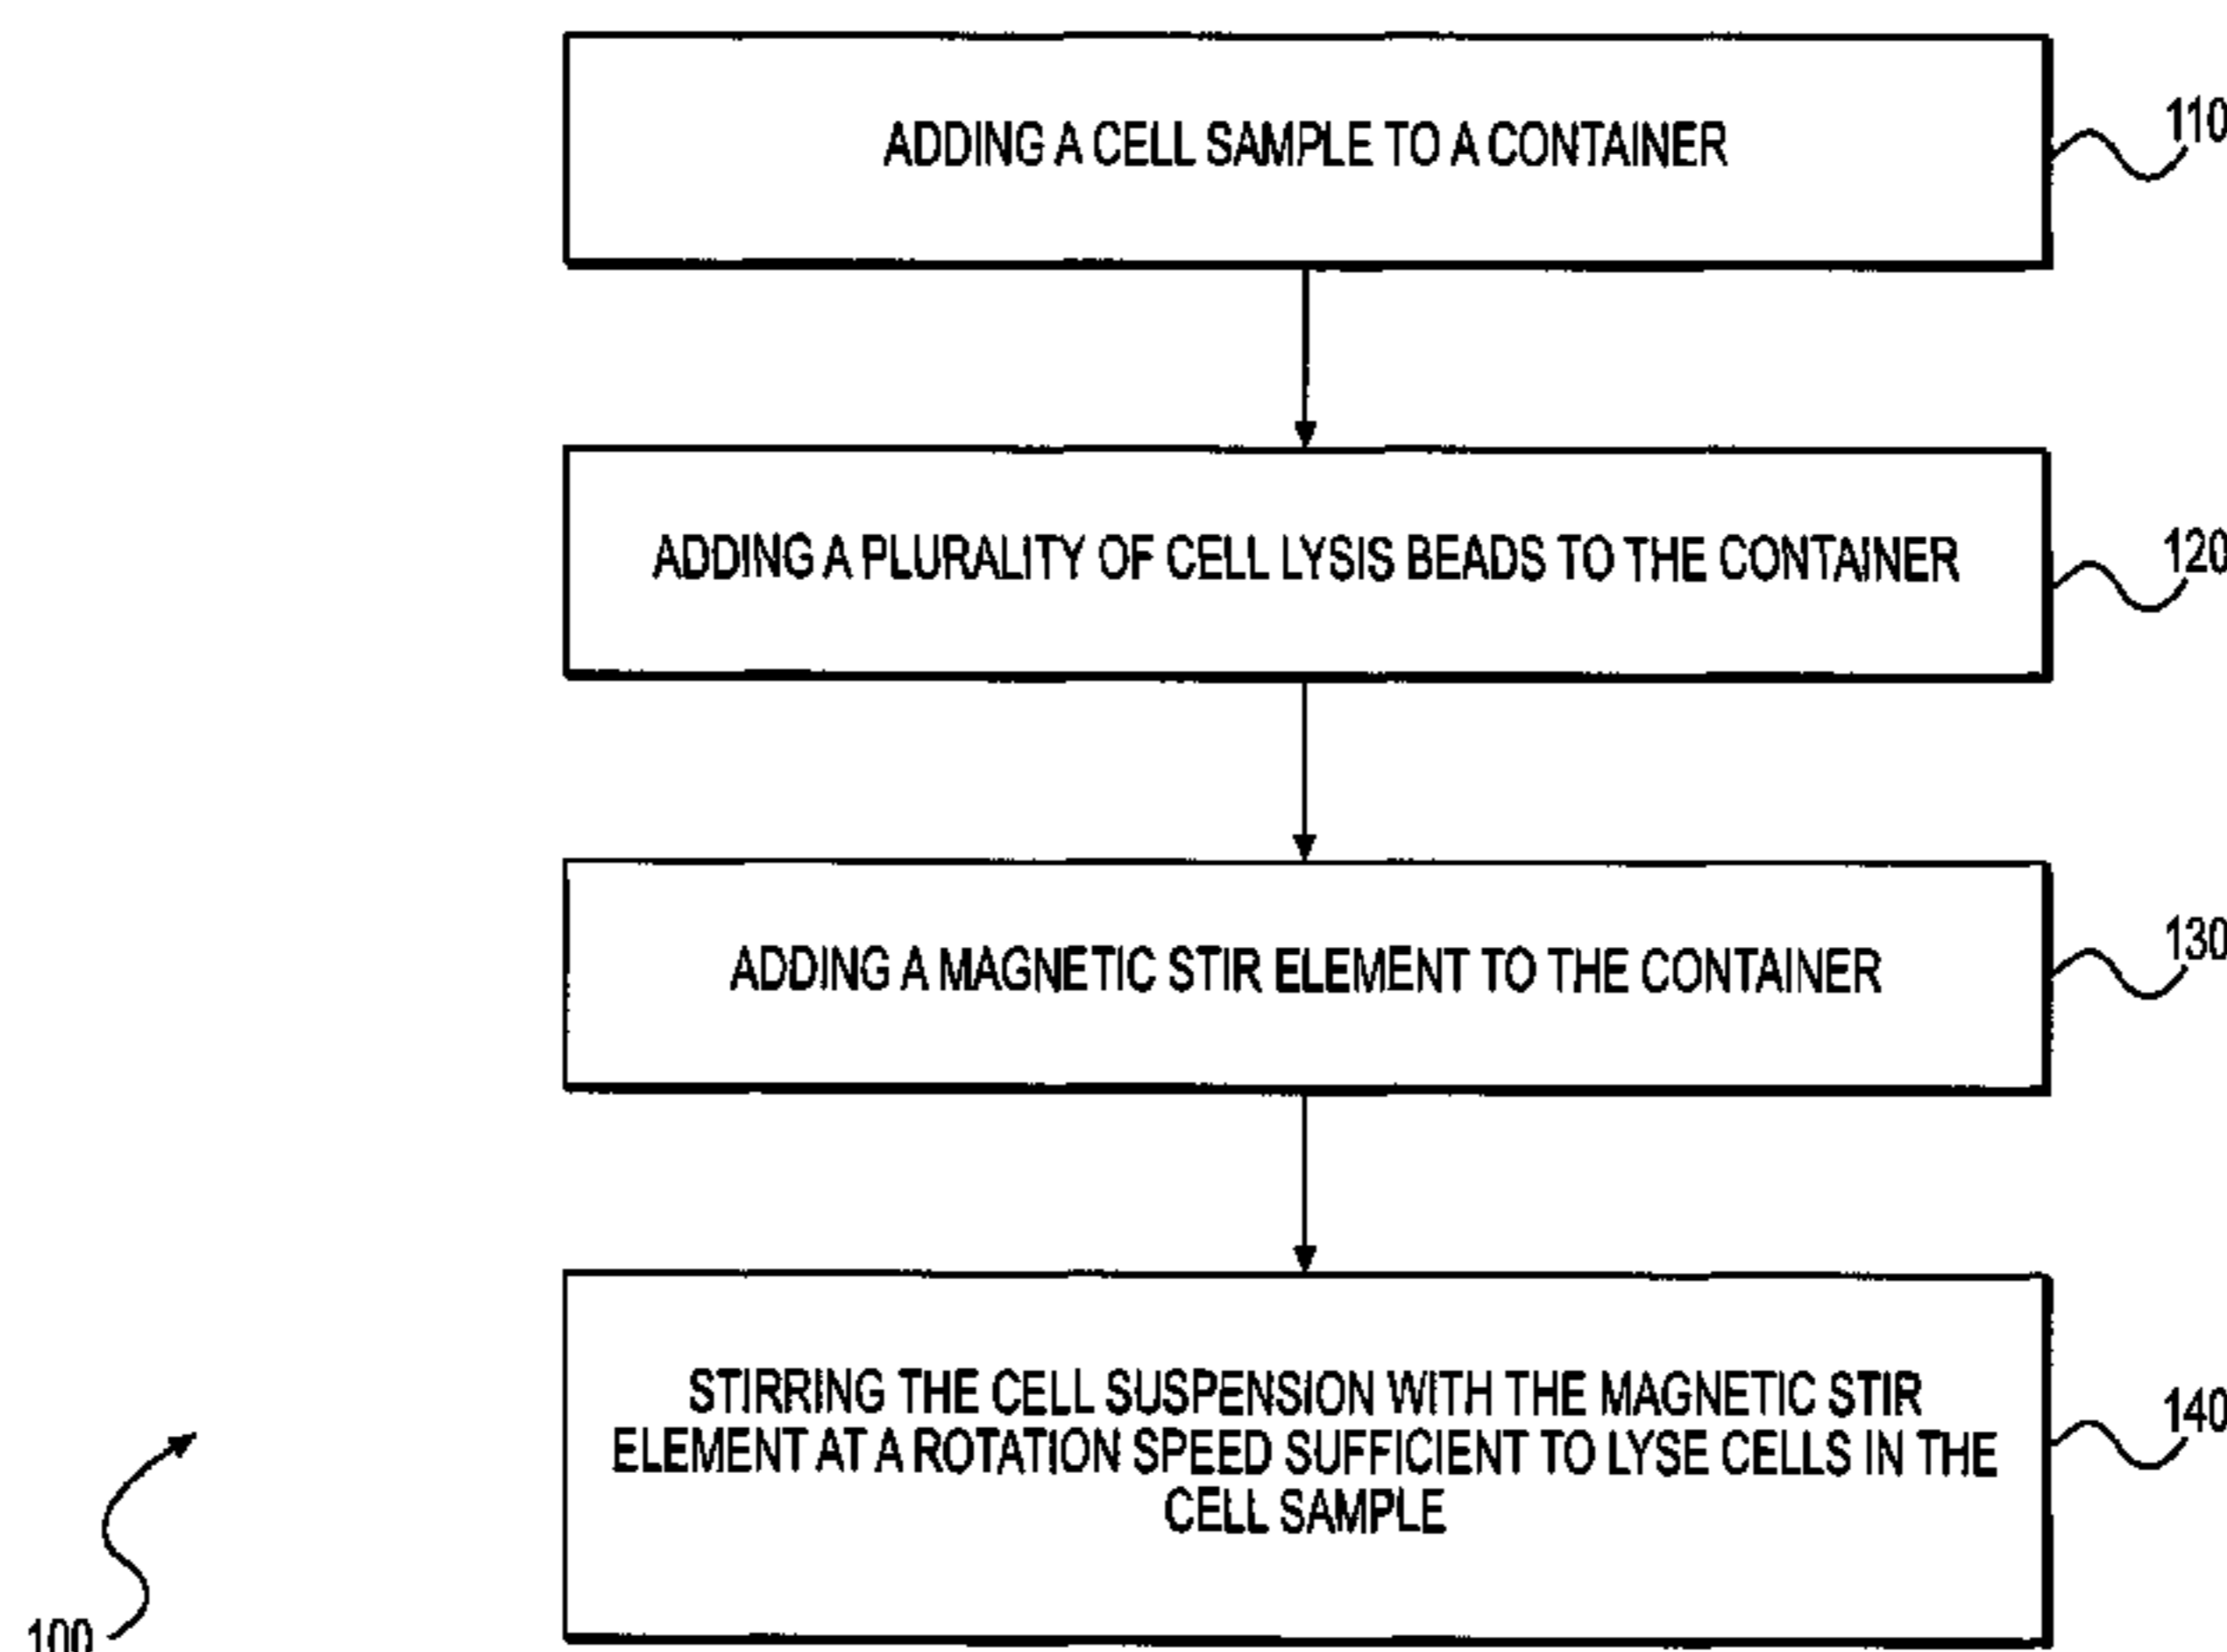 ADDING A CELL SAMPLE TO A CONTAINER
110
ADDING A PLURALITY OF CELL LYSIS BEADS TO THE CONTAINER
120
ADDING A MAGNETIC STIR ELEMENT TO THE CONTAINER
130
STIRRING THE CELL SUSPENSION WITH THE MAGNETIC STIR
ELEMENT AT A ROTATION SPEED SUFFICIENT TO LYSE CELLS IN THE
CELL SAMPLE
140
100